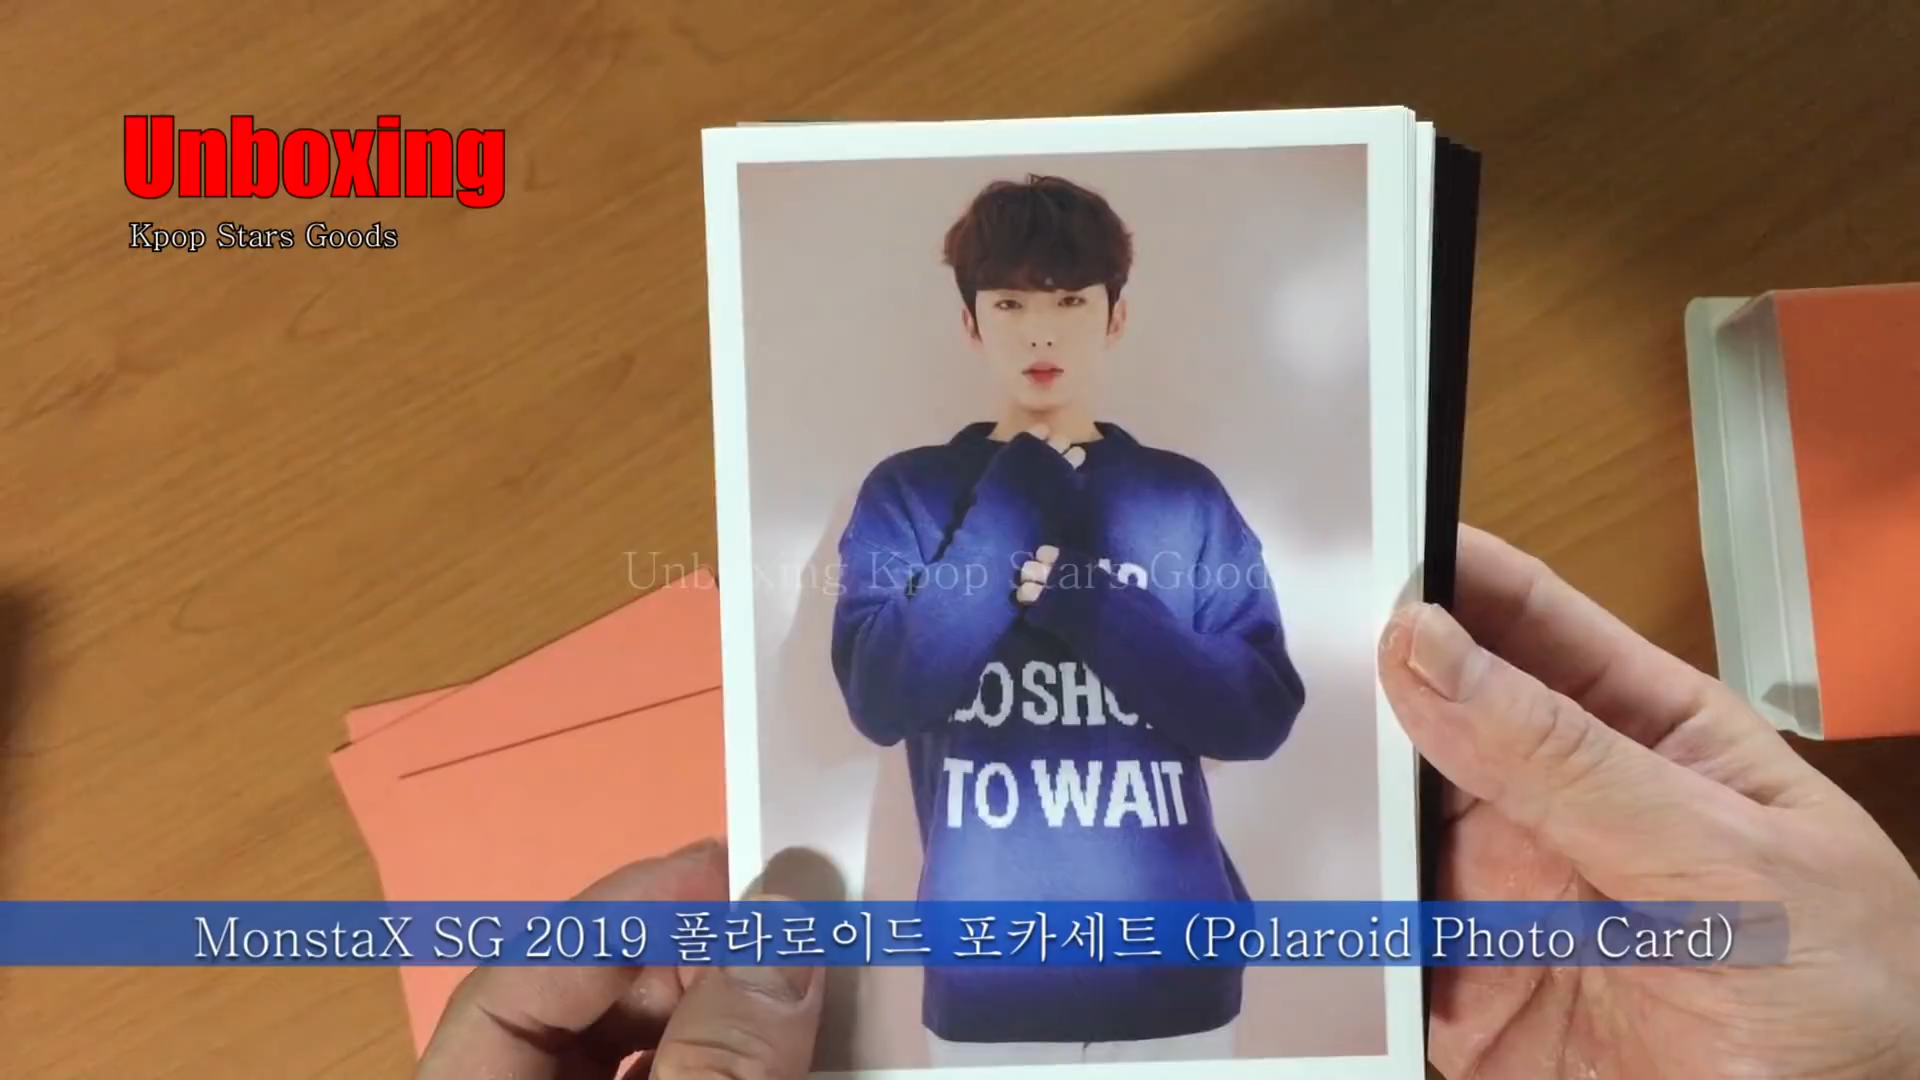 Unboxing
Kpop Stars Goods
Unboxing Kpop Stars Goods
TO WAIT
MonstaX SG 2019 폴라로이드 포카세트 (Polaroid Photo Card)